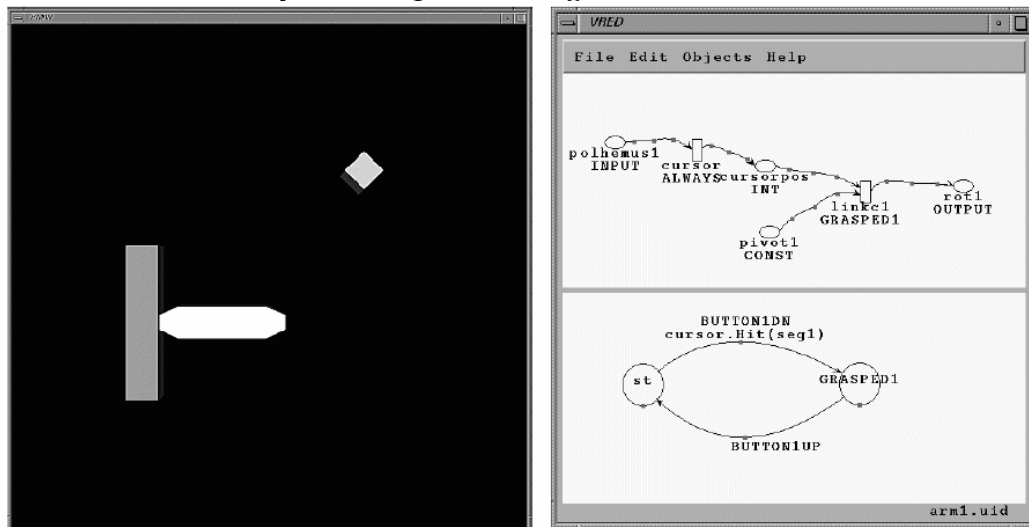 VRED
File Edit Objects Help
polhemus1
INPUT
cursor
ALWAYS
cursorpos
INT
linkc1
GRASPED1
rot1
OUTPUT
pivot1
CONST
BUTTON1DN
cursor.Hit(seg1)
st
GRASPED1
BUTTON1UP
arm1.uid